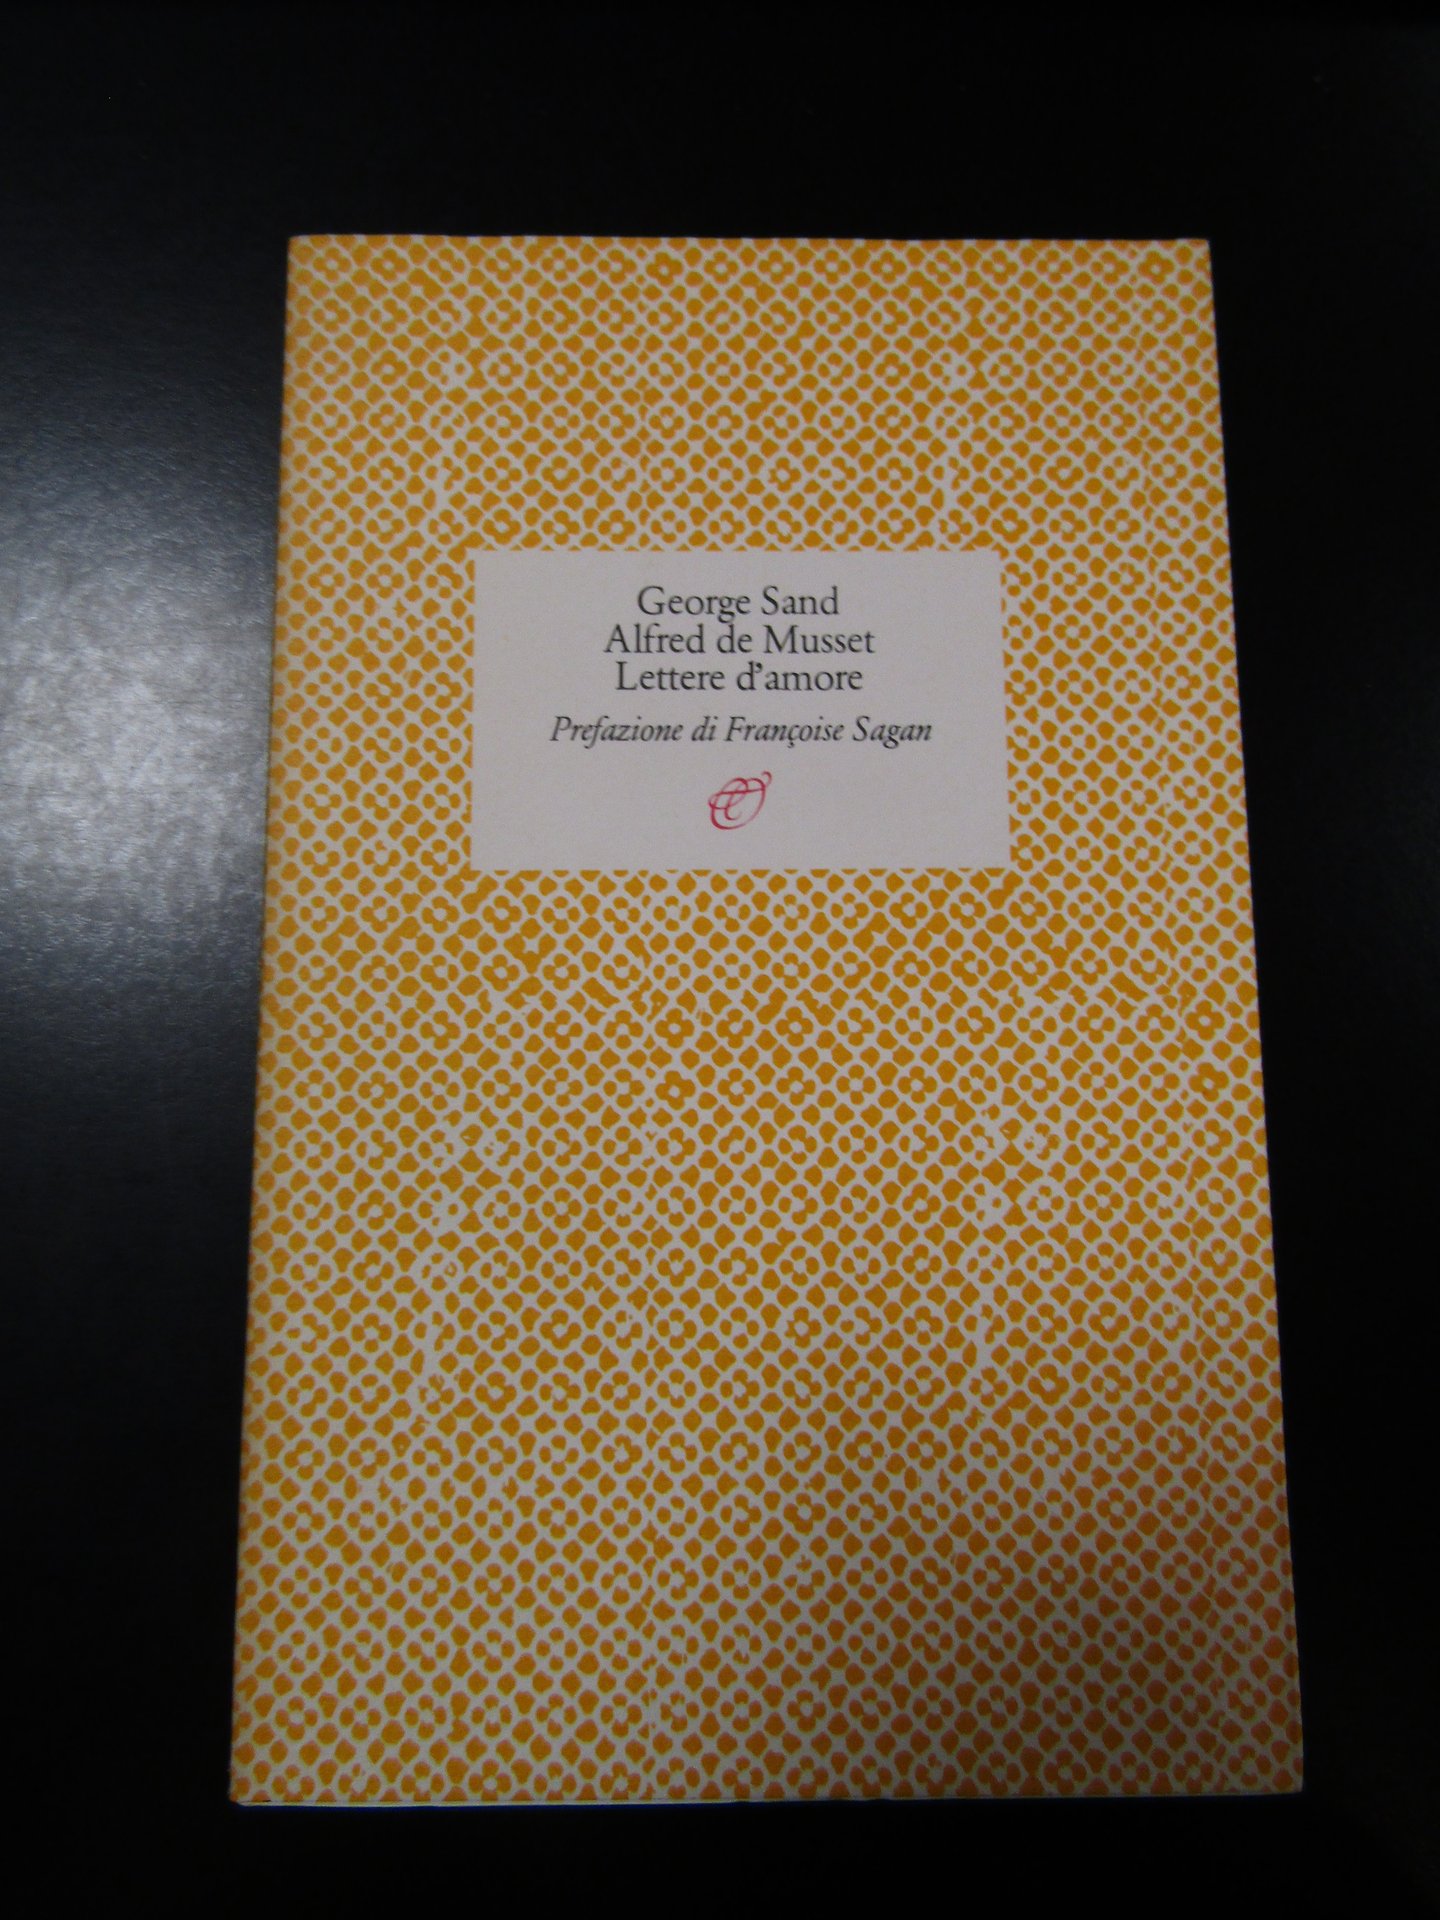 George Sand
Alfred de Musset
Lettere d'amore
Prefazione di Françoise Sagan